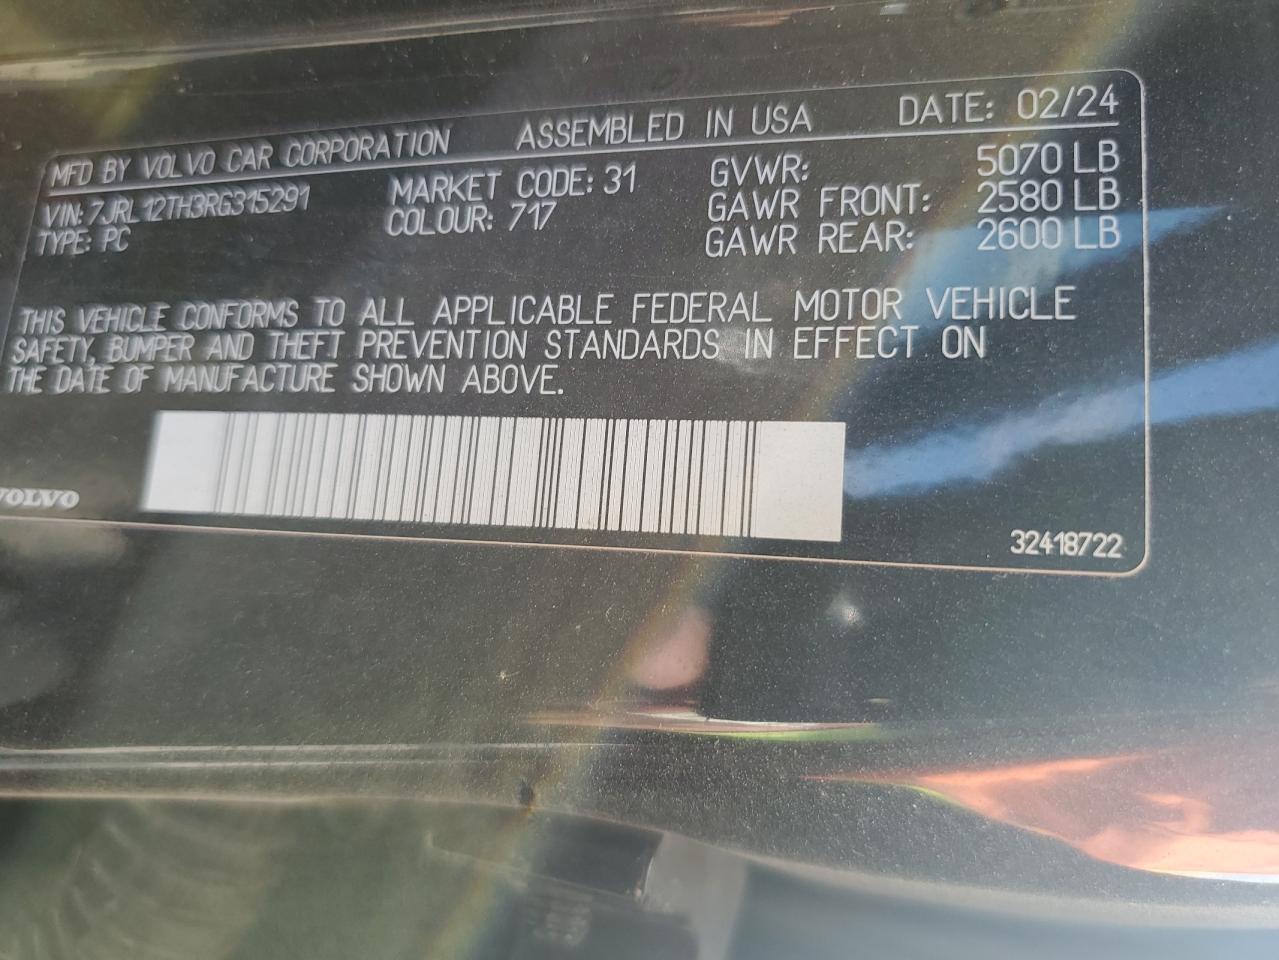 MFD BY VOLVO CAR CORPORATION ASSEMBLED IN USA DATE: 02/24
VIN: 7JRL12TH3RG315291 MARKET CODE: 31 GVWR: 5070 LB
TYPE: PC COLOUR: 717 GAWR FRONT: 2580 LB
GAWR REAR: 2600 LB
THIS VEHICLE CONFORMS TO ALL APPLICABLE FEDERAL MOTOR VEHICLE
SAFETY, BUMPER AND THEFT PREVENTION STANDARDS IN EFFECT ON
THE DATE OF MANUFACTURE SHOWN ABOVE.
VOLVO
32418722